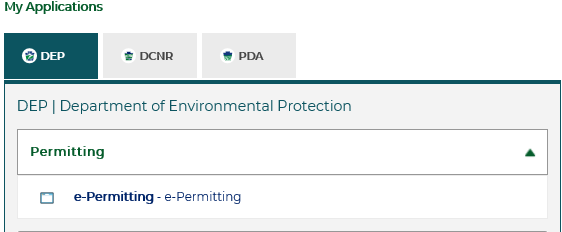 My Applications
DEP DCNR PDA
DEP | Department of Environmental Protection
Permitting
e-Permitting - e-Permitting